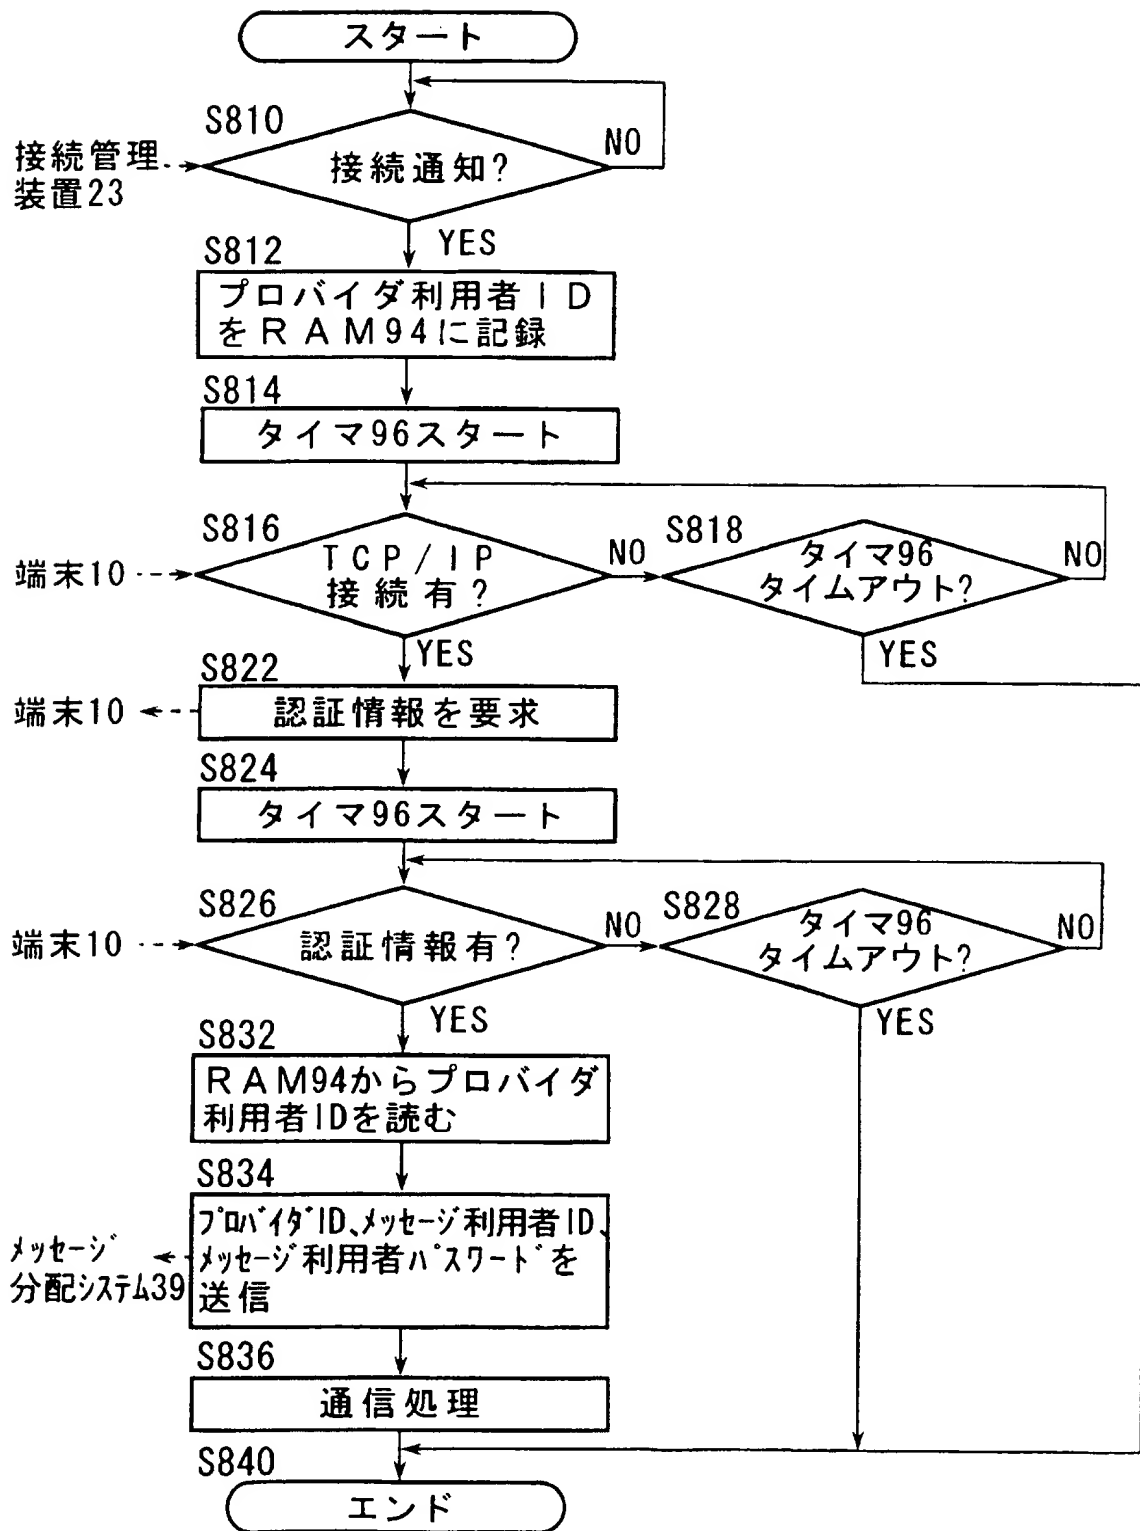 スタート
S810
NO
接続管理
装置23
接続通知?
YES
S812
プロバイダ利用者ID
をRAM94に記録
S814
タイマ96スタート
S816
TCP/IP
接続有?
端末10
NO
S818
タイマ96
タイムアウト?
NO
YES
YES
S822
端末10
認証情報を要求
S824
タイマ96スタート
S826
端末10
認証情報有?
NO
S828
タイマ96
タイムアウト?
NO
YES
YES
S832
RAM94からプロバイダ
利用者IDを読む
S834
プロバイダID、メッセージ利用者ID、
メッセージ利用者パスワードを
送信
メッセージ
分配システム39
S836
通信処理
S840
エンド